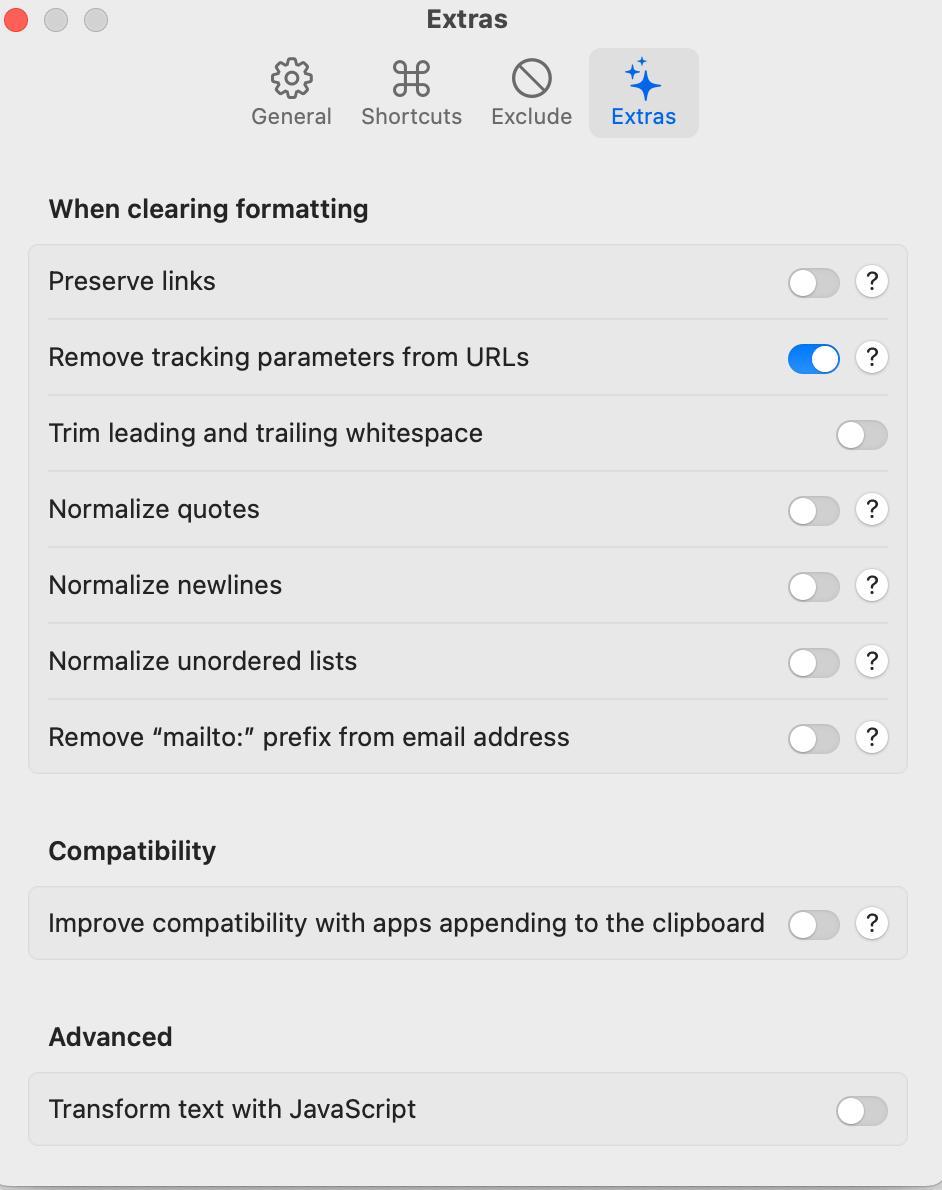 Extras
General
Shortcuts
Exclude
Extras
When clearing formatting
Preserve links
?
Remove tracking parameters from URLs
?
Trim leading and trailing whitespace
Normalize quotes
?
Normalize newlines
?
Normalize unordered lists
?
Remove “mailto:” prefix from email address
?
Compatibility
Improve compatibility with apps appending to the clipboard
?
Advanced
Transform text with JavaScript